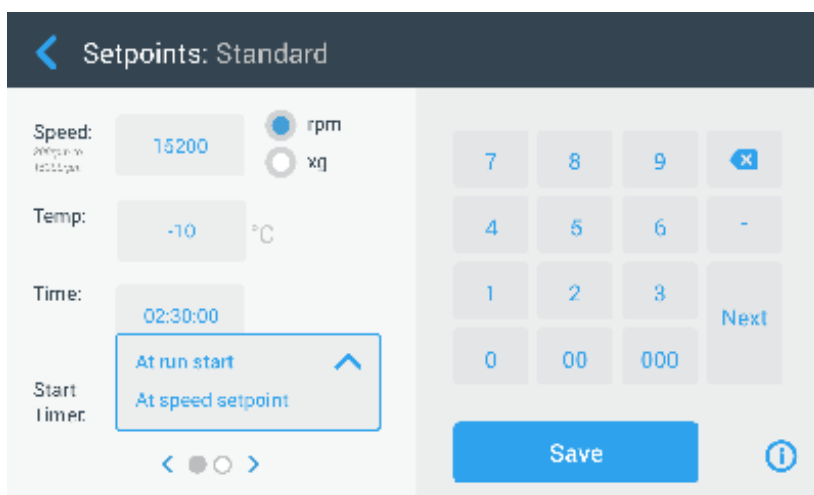 Setpoints: Standard
Speed:
15200
rpm
xg
Temp:
-10
°C
Time:
02:30:00
At run start
At speed setpoint
Start
Timer:
7 8 9
4 5 6 -
1 2 3
Next
0 00 000
Save